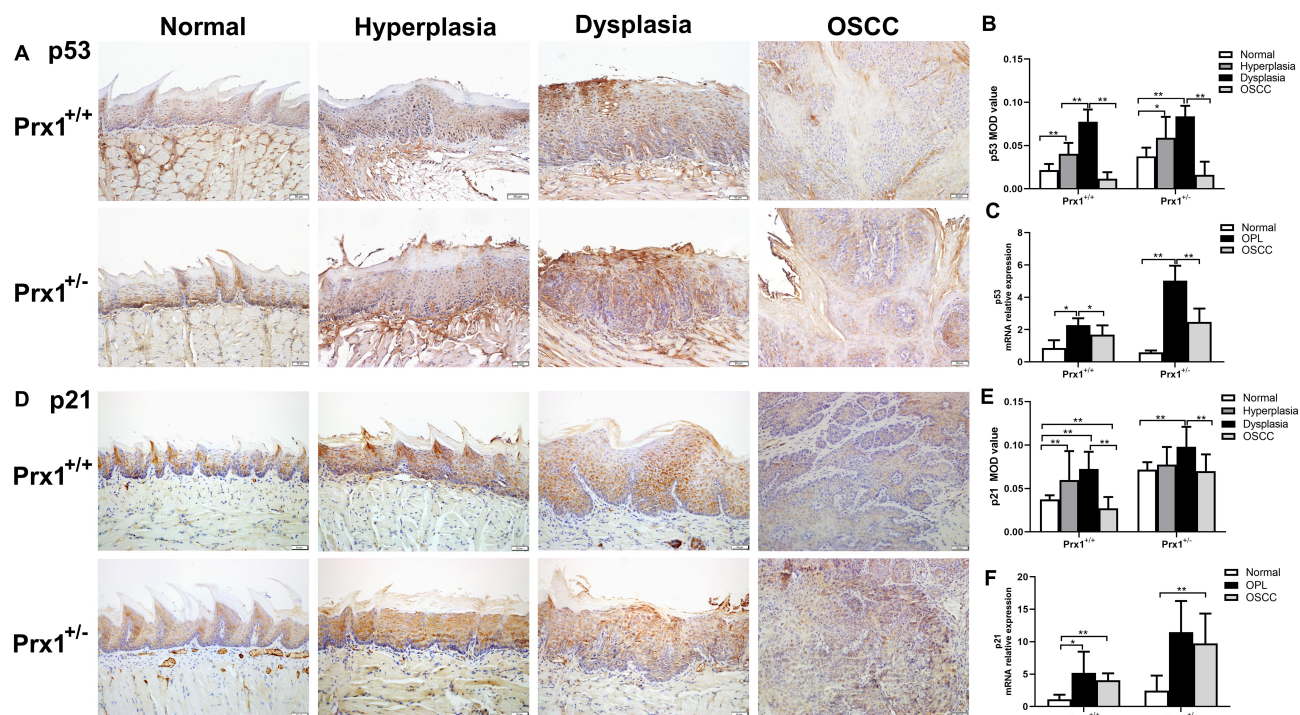 Normal Hyperplasia Dysplasia OSCC
A p53
Prx1+/+
Prx1+/-
D p21
Prx1+/+
Prx1+/-
B
Normal
Hyperplasia
Dysplasia
OSCC
p53 MOD value
0.15
0.10
0.05
0.00
** ** ** ** * **
Prx1+/+ Prx1+/-
C
Normal
OPL
OSCC
p53
mRNA relative expression
8
6
4
2
0
* * ** **
Prx1+/+ Prx1+/-
E
Normal
Hyperplasia
Dysplasia
OSCC
p21 MOD value
0.15
0.10
0.05
0.00
** ** ** ** ** **
Prx1+/+ Prx1+/-
F
Normal
OPL
OSCC
p21
mRNA relative expression
20
15
10
5
0
** * **